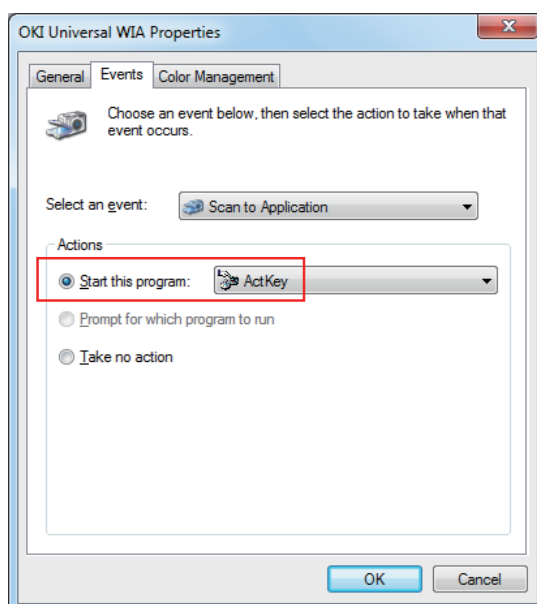 OKI Universal WIA Properties
General Events Color Management
Choose an event below, then select the action to take when that
event occurs.
Select an event: Scan to Application
Actions
Start this program: ActKey
Prompt for which program to run
Take no action
OK Cancel